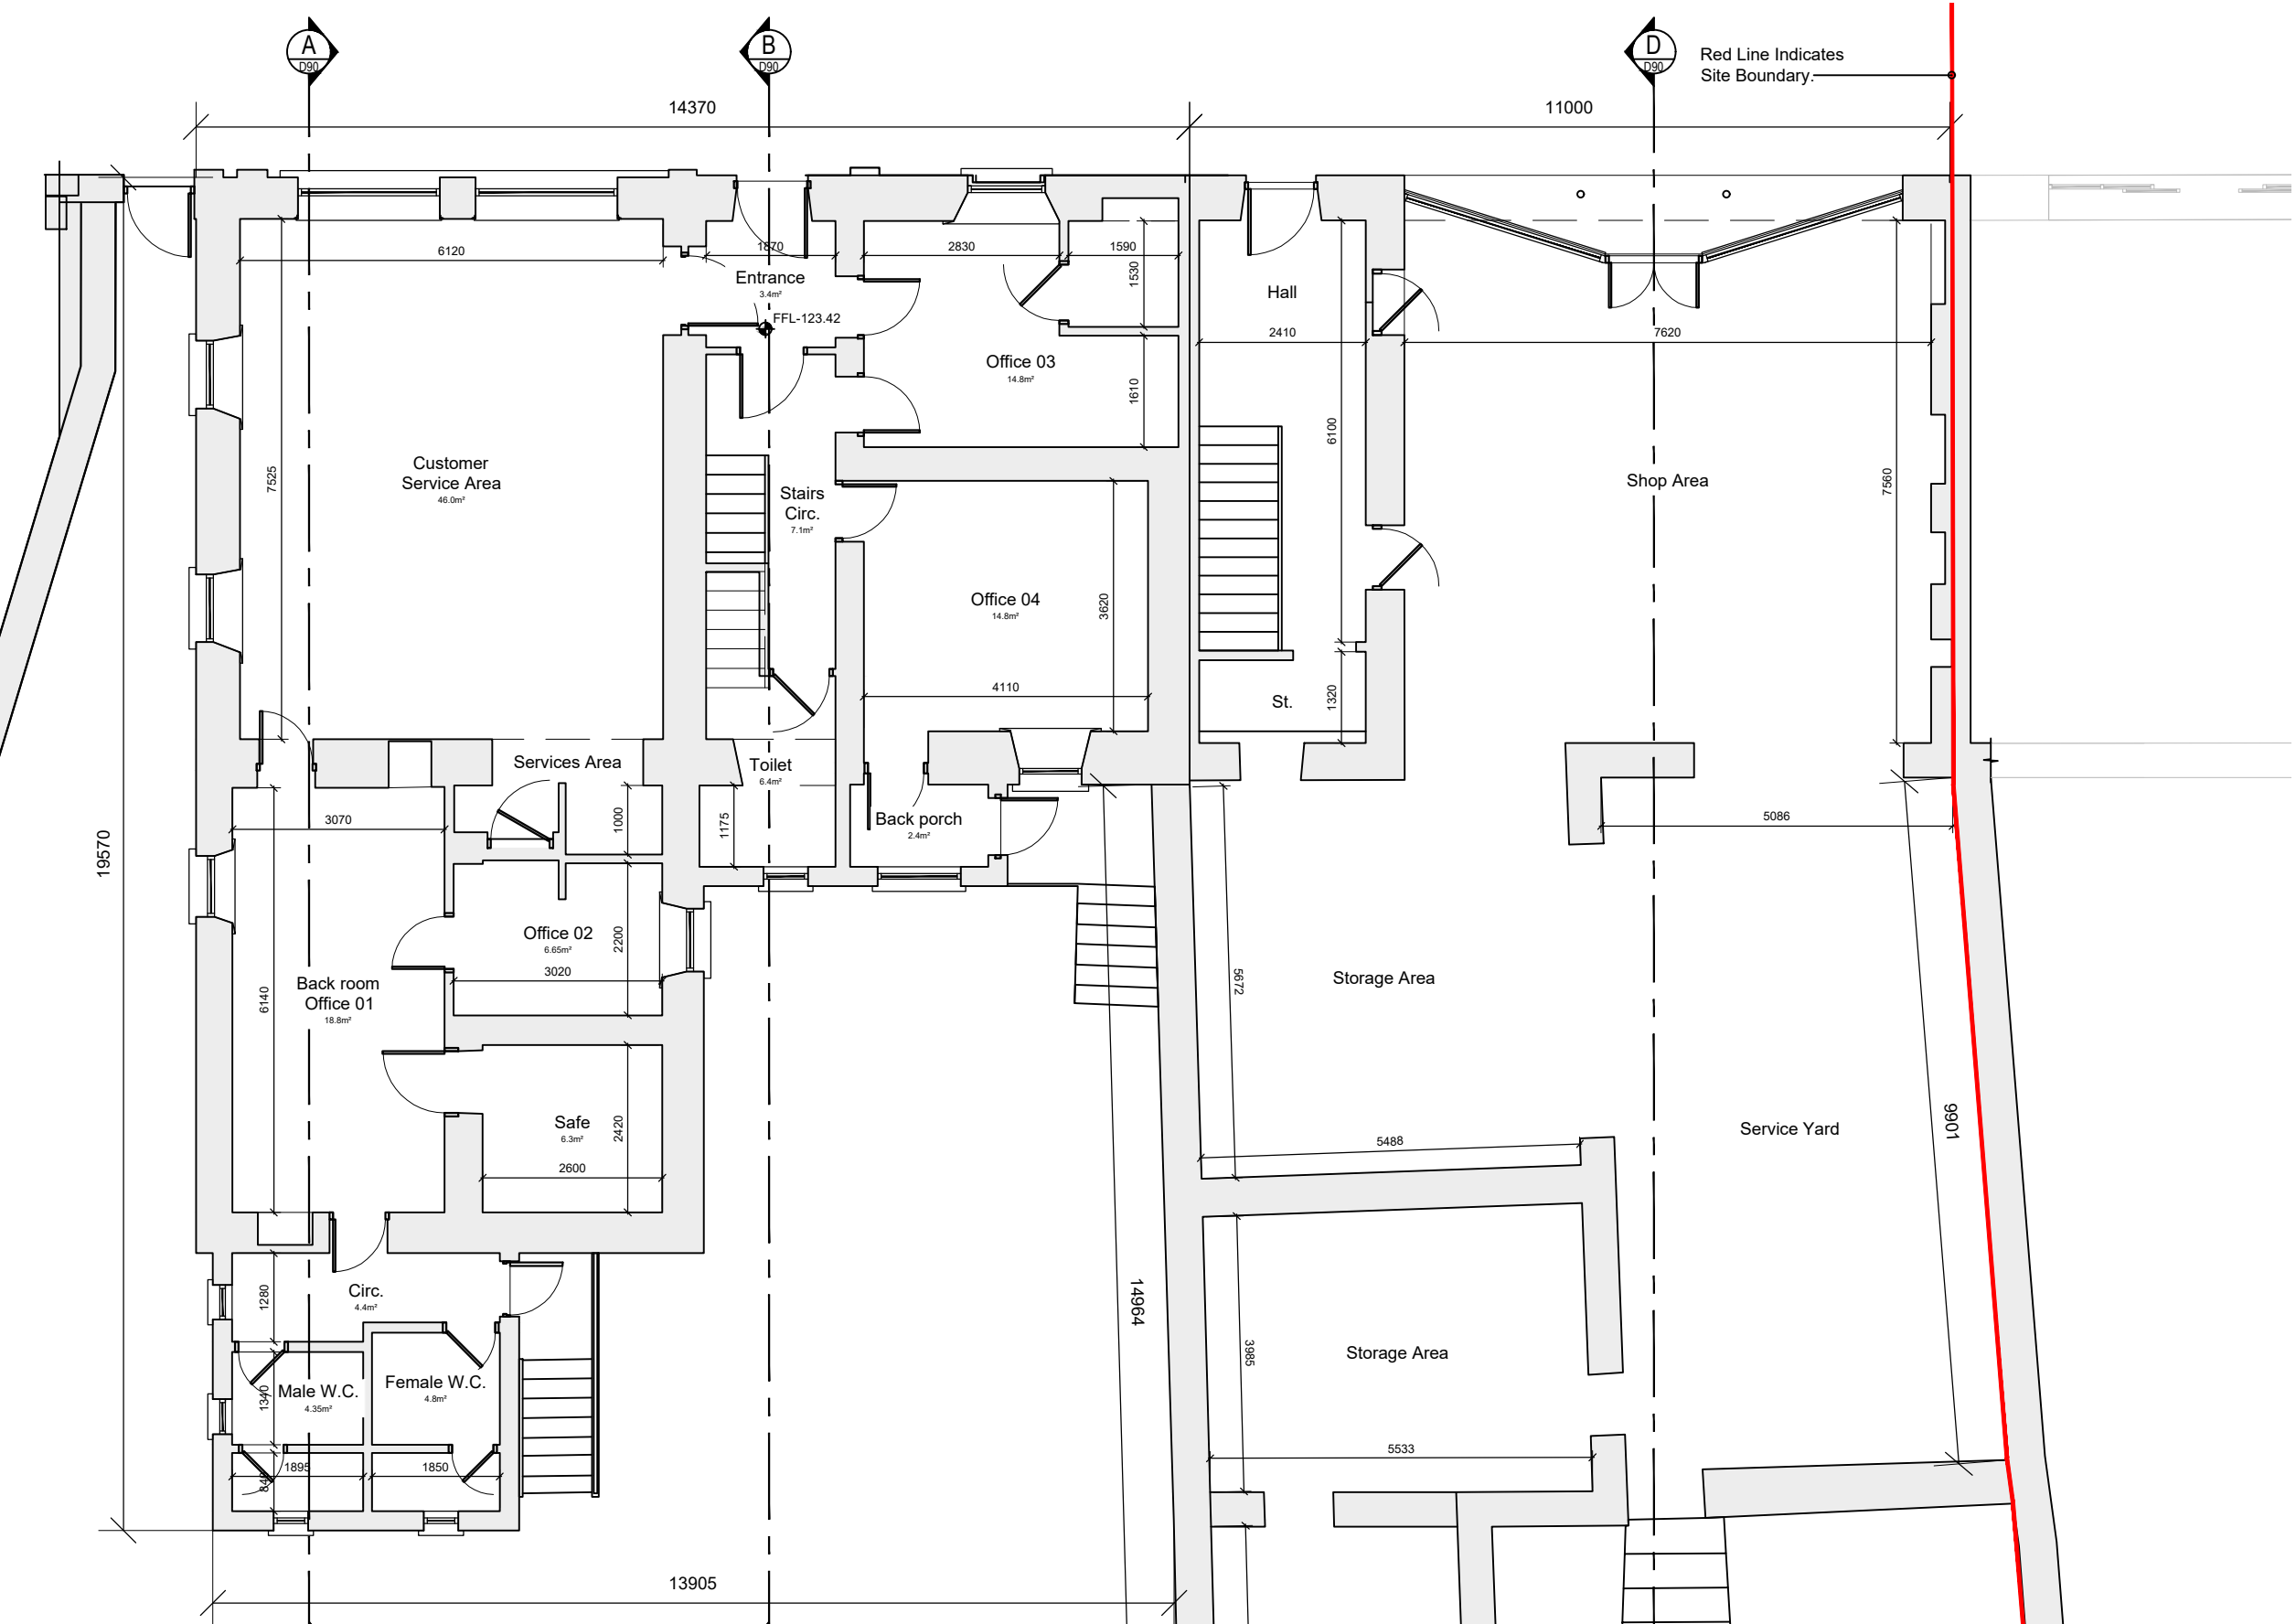 A
D90
B
D90
D
D90
Red Line Indicates
Site Boundary.
14370
11000
6120
1870
2830
1590
1530
Entrance
3.4m²
FFL-123.42
Hall
2410
7620
Office 03
14.8m²
1610
6100
Customer
Service Area
46.0m²
7525
Stairs
Circ.
7.1m²
Shop Area
7560
Office 04
14.8m²
3620
4110
St.
1320
Services Area
Toilet
6.4m²
3070
1000
1175
Back porch
2.4m²
5086
19570
Office 02
6.65m²
2200
3020
Back room
Office 01
18.8m²
6140
5672
Storage Area
Safe
6.3m²
2420
2600
5488
Service Yard
9901
Circ.
4.4m²
1280
14964
3985
Storage Area
Male W.C.
4.35m²
1340
Female W.C.
4.8m²
1895
1850
840
5533
13905